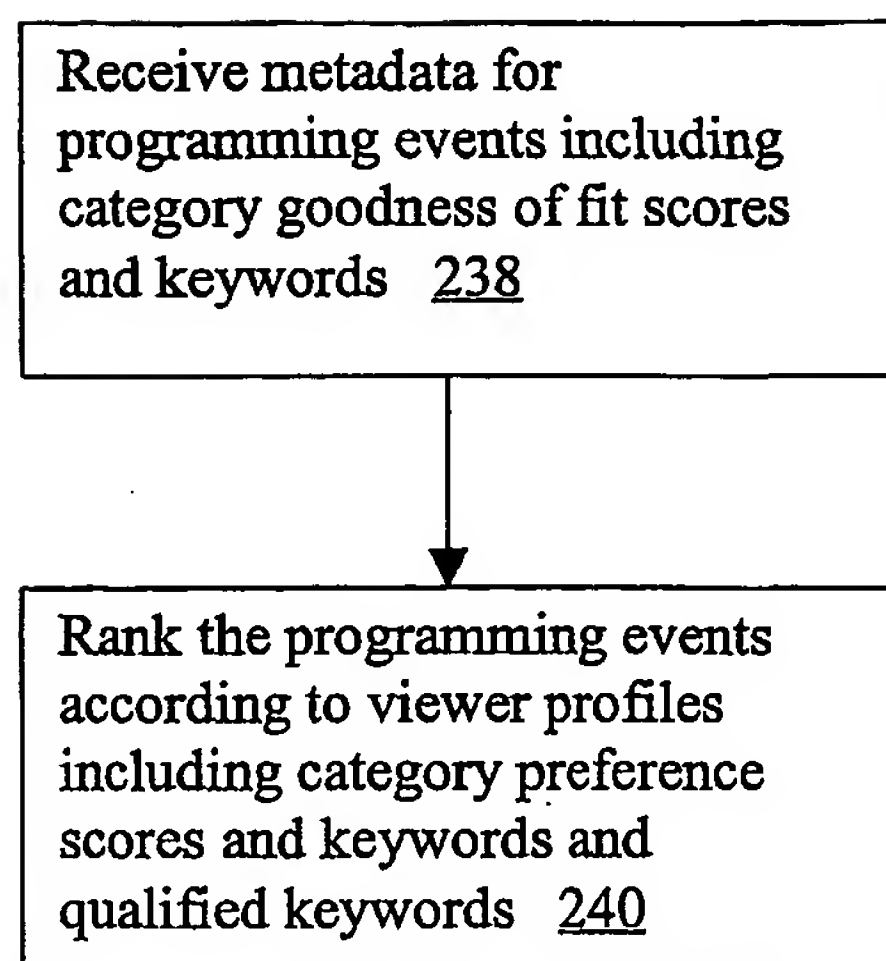 Receive metadata for
programming events including
category goodness of fit scores
and keywords 238
Rank the programming events
according to viewer profiles
including category preference
scores and keywords and
qualified keywords 240